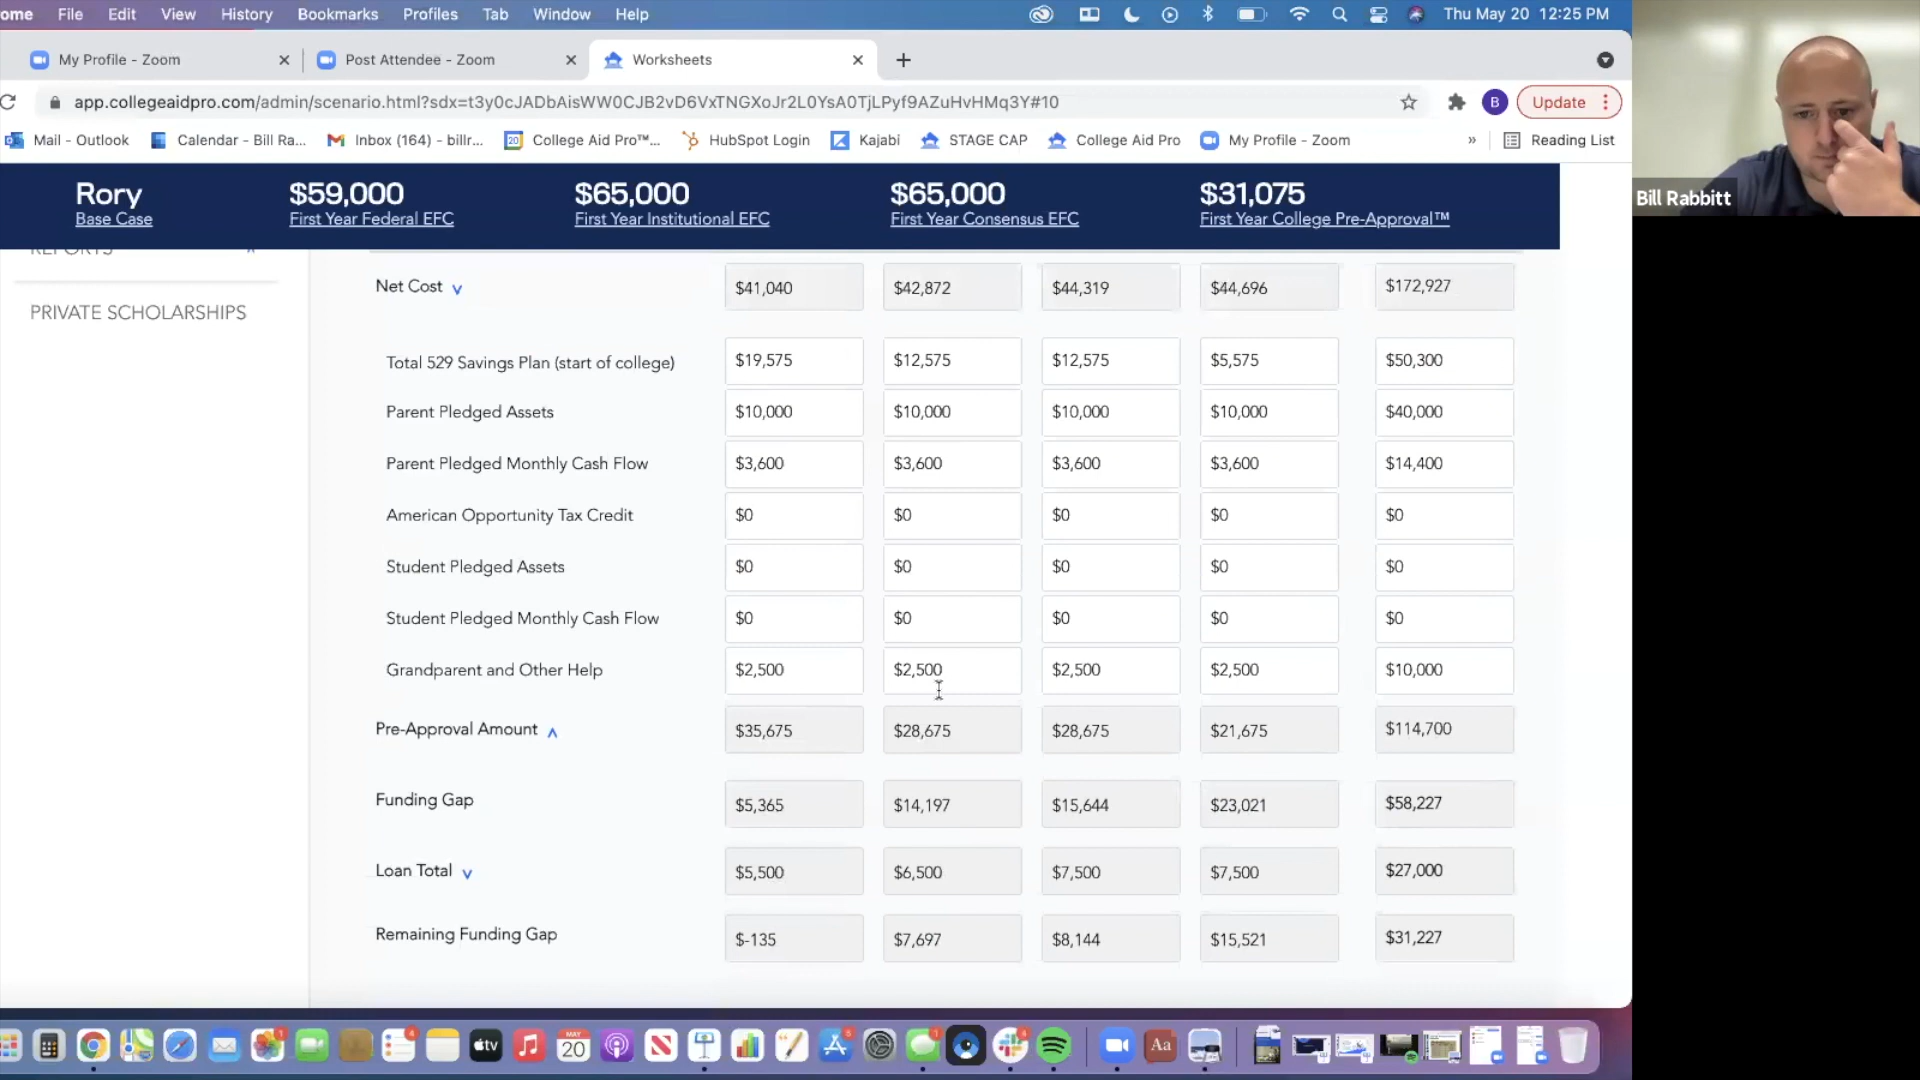 ome File Edit View History Bookmarks Profiles Tab Window Help Thu May 20 12:25 PM
My Profile - Zoom Post Attendee - Zoom Worksheets
app.collegeaidpro.com/admin/scenario.html?sdx=t3y0cJADbAisWW0CJB2vD6VxTNGXoJr2L0YsA0TjLPyf9AZuHvHMq3Y#10 B Update
Mail - Outlook Calendar - Bill Ra... Inbox (164) - billr... 20 College Aid Pro™... HubSpot Login Kajabi STAGE CAP College Aid Pro My Profile - Zoom » Reading List
Rory $59,000 $65,000 $65,000 $31,075
Base Case First Year Federal EFC First Year Institutional EFC First Year Consensus EFC First Year College Pre-Approval™
Bill Rabbitt
REPORTS
PRIVATE SCHOLARSHIPS
Net Cost $41,040 $42,872 $44,319 $44,696 $172,927
Total 529 Savings Plan (start of college) $19,575 $12,575 $12,575 $5,575 $50,300
Parent Pledged Assets $10,000 $10,000 $10,000 $10,000 $40,000
Parent Pledged Monthly Cash Flow $3,600 $3,600 $3,600 $3,600 $14,400
American Opportunity Tax Credit $0 $0 $0 $0 $0
Student Pledged Assets $0 $0 $0 $0 $0
Student Pledged Monthly Cash Flow $0 $0 $0 $0 $0
Grandparent and Other Help $2,500 $2,500 $2,500 $2,500 $10,000
Pre-Approval Amount $35,675 $28,675 $28,675 $21,675 $114,700
Funding Gap $5,365 $14,197 $15,644 $23,021 $58,227
Loan Total $5,500 $6,500 $7,500 $7,500 $27,000
Remaining Funding Gap $-135 $7,697 $8,144 $15,521 $31,227
tv MAY 20 Aa